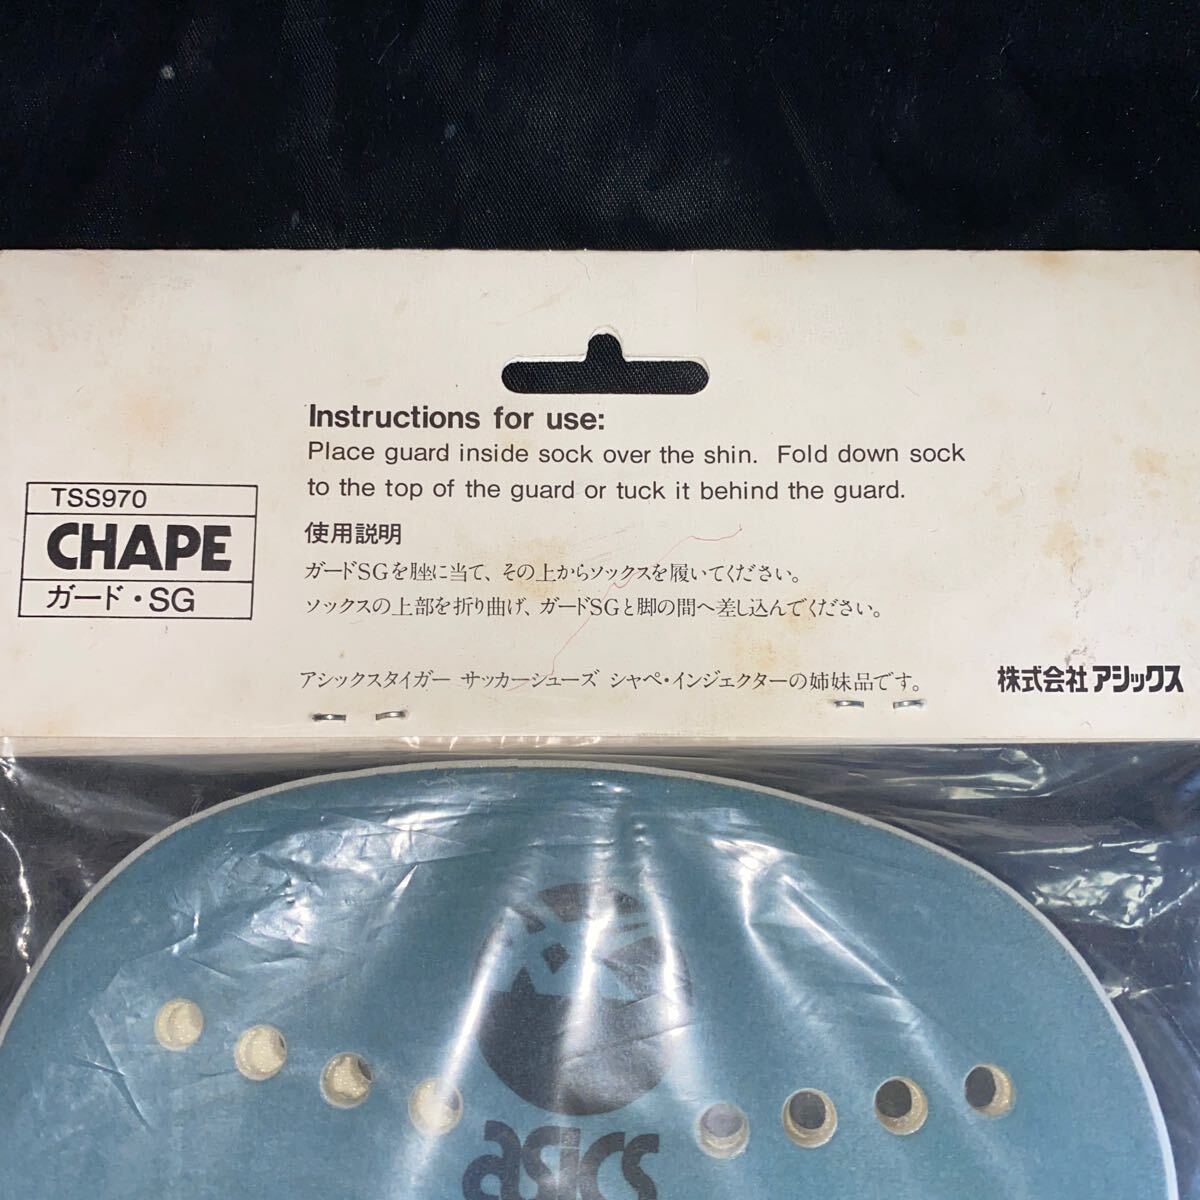 Instructions for use:
Place guard inside sock over the shin. Fold down sock
to the top of the guard or tuck it behind the guard.
TSS970
CHAPE
ガード・SG
使用説明
ガードSGを脞に当て、その上からソックスを履いてください。
ソックスの上部を折り曲げ、ガードSGと脚の間へ差し込んでください。
アシックスタイガー サッカーシューズ シャペ・インジェクターの姉妹品です。
株式会社アシックス
asics